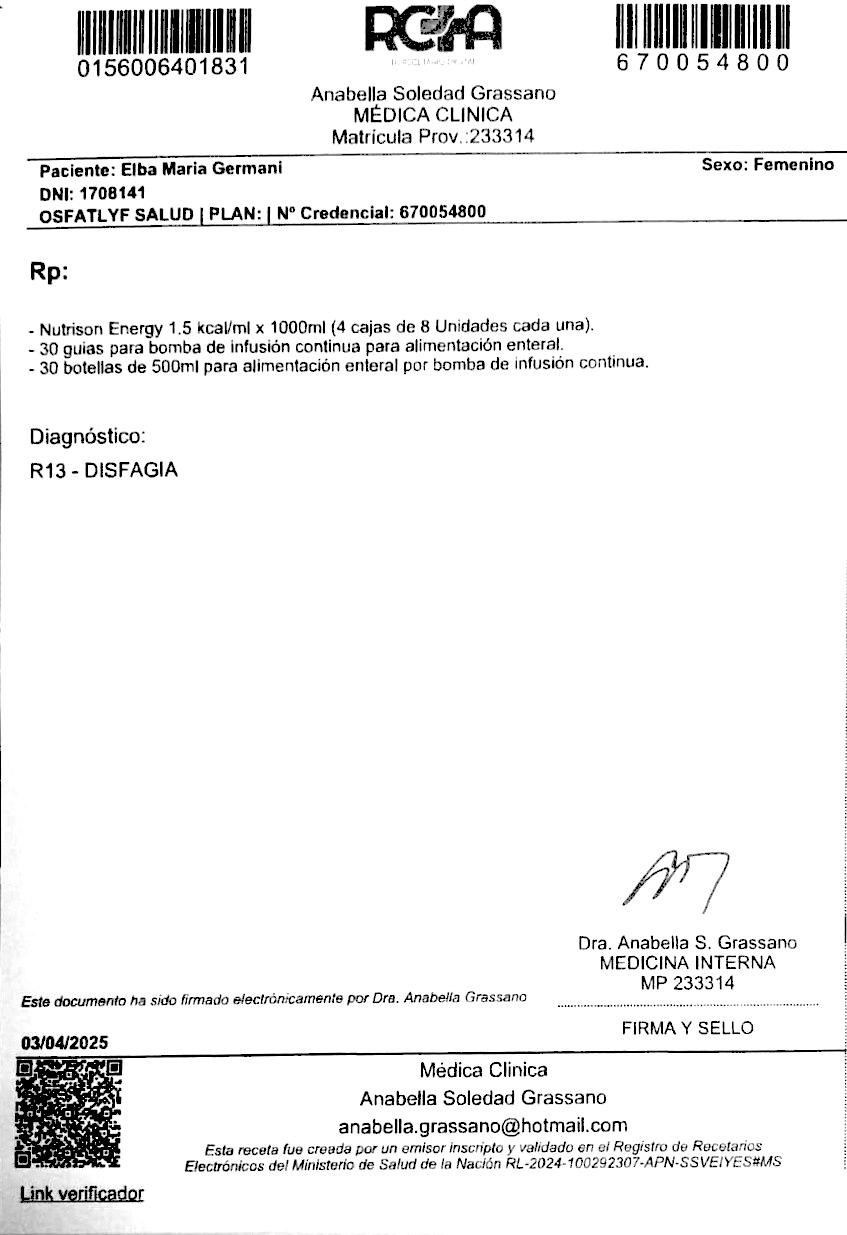 0156006401831
RCTA
670054800
Anabella Soledad Grassano
MÉDICA CLINICA
Matrícula Prov.:233314
Paciente: Elba Maria Germani
Sexo: Femenino
DNI: 1708141
OSFATLYF SALUD | PLAN: | Nº Credencial: 670054800
Rp:
- Nutrison Energy 1.5 kcal/ml x 1000ml (4 cajas de 8 Unidades cada una).
- 30 guias para bomba de infusión continua para alimentación enteral.
- 30 botellas de 500ml para alimentación enteral por bomba de infusión continua.
Diagnóstico:
R13 - DISFAGIA
Dra. Anabella S. Grassano
MEDICINA INTERNA
MP 233314
Este documento ha sido firmado electrónicamente por Dra. Anabella Grassano
FIRMA Y SELLO
03/04/2025
Médica Clinica
Anabella Soledad Grassano
anabella.grassano@hotmail.com
Esta receta fue creada por un emisor inscripto y validado en el Registro de Recetarios
Electrónicos del Ministerio de Salud de la Nación RL-2024-100292307-APN-SSVEIYES#MS
Link verificador